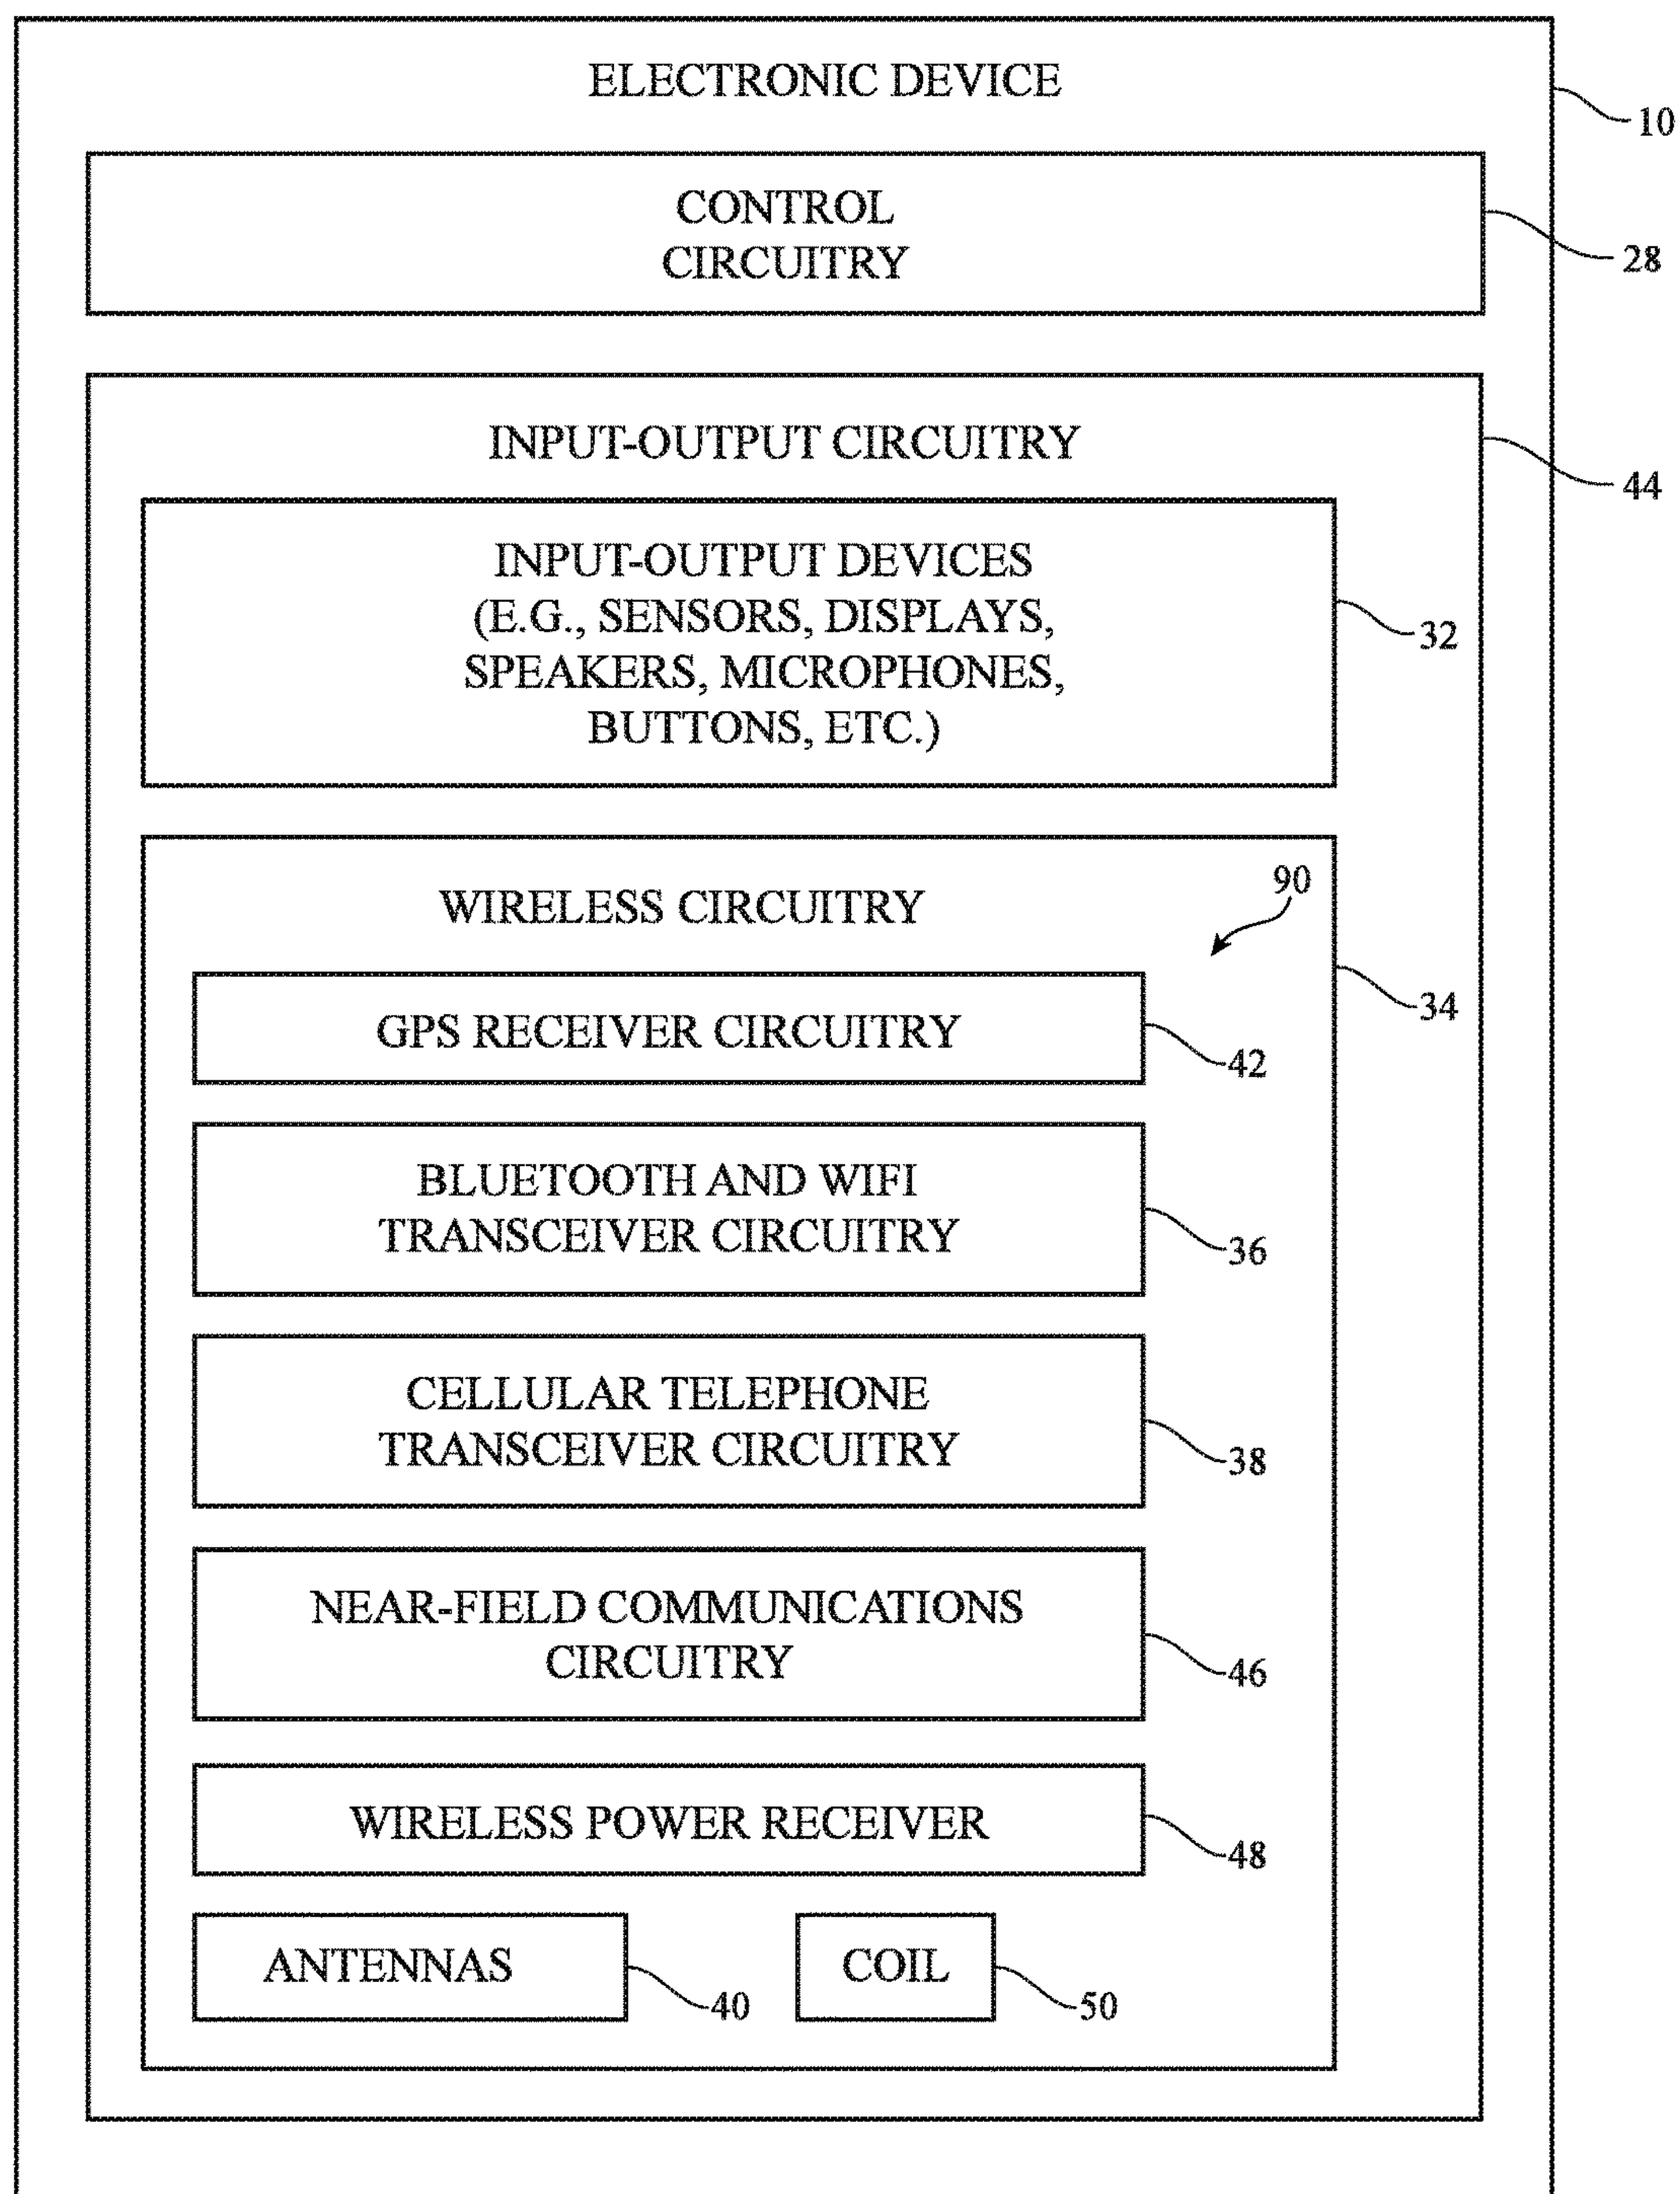 ELECTRONIC DEVICE
10
CONTROL
CIRCUITRY
28
INPUT-OUTPUT CIRCUITRY
44
INPUT-OUTPUT DEVICES
(E.G., SENSORS, DISPLAYS,
SPEAKERS, MICROPHONES,
BUTTONS, ETC.)
32
WIRELESS CIRCUITRY
90
34
GPS RECEIVER CIRCUITRY
42
BLUETOOTH AND WIFI
TRANSCEIVER CIRCUITRY
36
CELLULAR TELEPHONE
TRANSCEIVER CIRCUITRY
38
NEAR-FIELD COMMUNICATIONS
CIRCUITRY
46
WIRELESS POWER RECEIVER
48
ANTENNAS
40
COIL
50